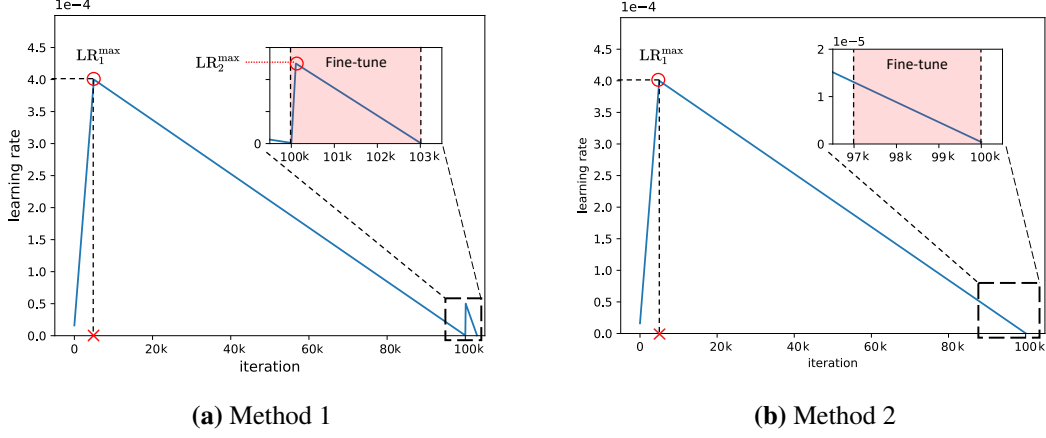 1e−4
4.5
4.0
3.5
3.0
2.5
2.0
1.5
1.0
0.5
0.0
learning rate
LR₁ᵐᵃˣ
LR₂ᵐᵃˣ
Fine-tune
0
100k 101k 102k 103k
0 20k 40k 60k 80k 100k
iteration
(a) Method 1
1e−4
4.5
4.0
3.5
3.0
2.5
2.0
1.5
1.0
0.5
0.0
learning rate
LR₁ᵐᵃˣ
1e−5
2
1
0
Fine-tune
97k 98k 99k 100k
0 20k 40k 60k 80k 100k
iteration
(b) Method 2